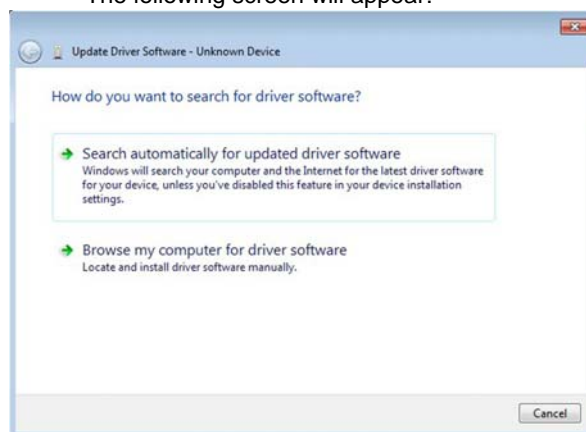 The following screen will appear:
Update Driver Software - Unknown Device
How do you want to search for driver software?
Search automatically for updated driver software
Windows will search your computer and the Internet for the latest driver software
for your device, unless you've disabled this feature in your device installation
settings.
Browse my computer for driver software
Locate and install driver software manually.
Cancel